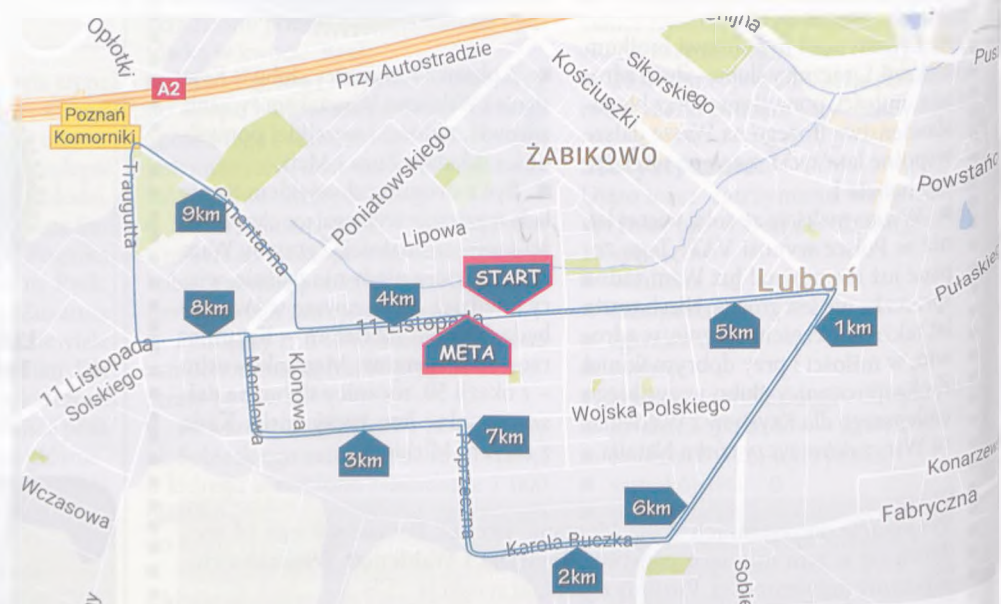 Opłotki
A2
Przy Autostradzie
Poznań
Komorniki
Kościuszki
Sikorskiego
ŻABIKOWO
Poniatowskiego
Powstańc
Traugutta
9km
Cmentarna
Lipowa
START
Luboń
Pułaskie
8km
4km
11 Listopada
5km
1km
META
11 Listopada
Solskiego
Morelowa
Klonowa
Wojska Polskiego
7km
3km
Poprzeczna
Konarzew
Wczasowa
6km
Fabryczna
Karola Buczka
2km
Sobie